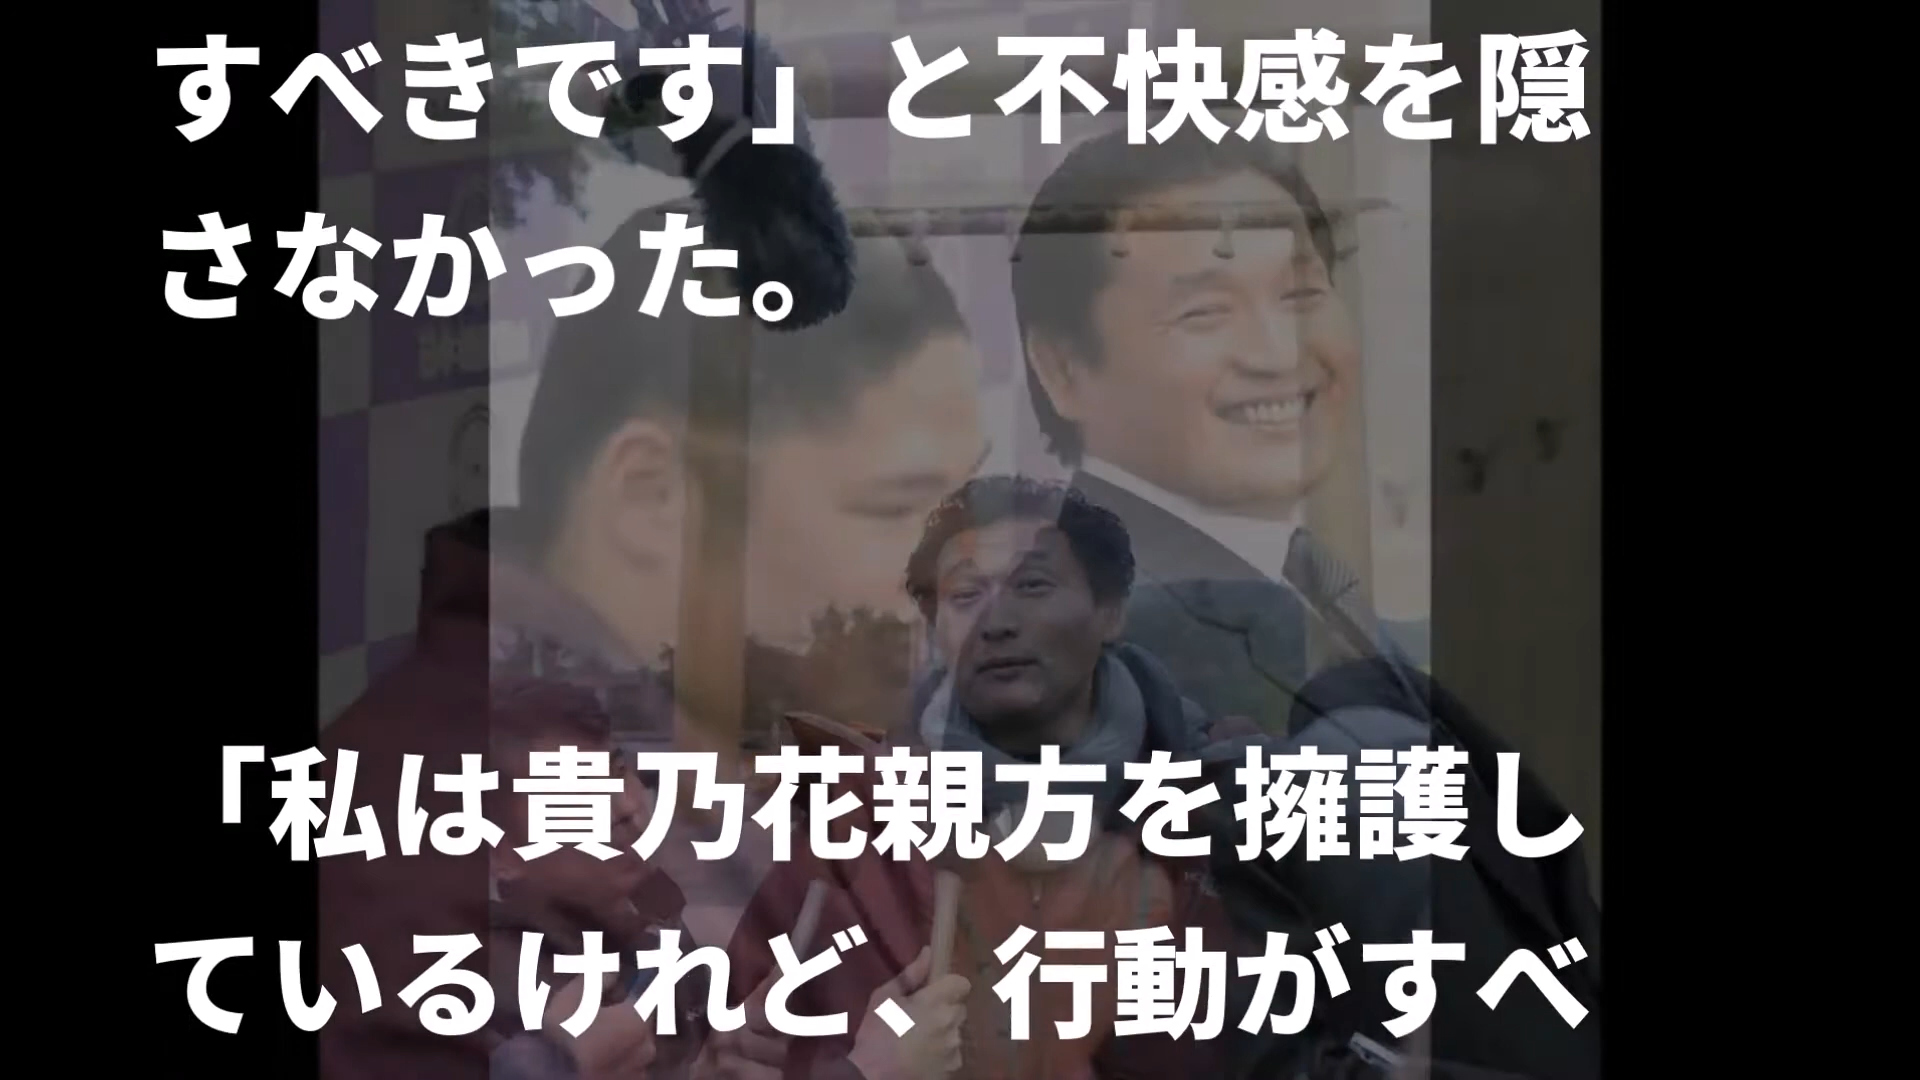 すべきです」と不快感を隠
さなかった。
「私は貴乃花親方を擁護し
ているけれど、行動がすべ